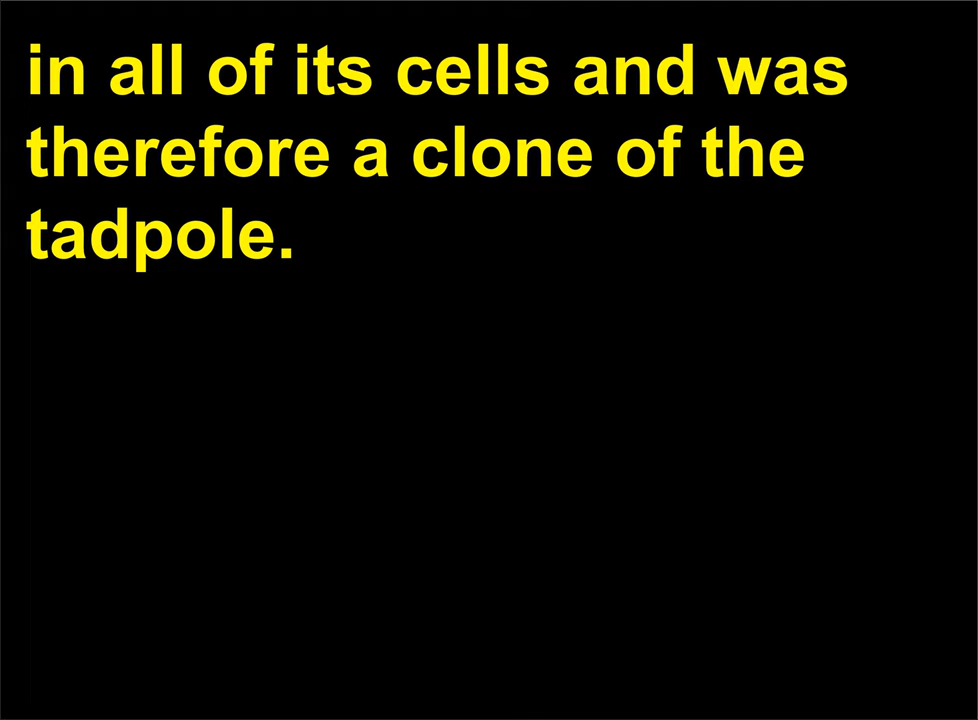 in all of its cells and was
therefore a clone of the
tadpole.